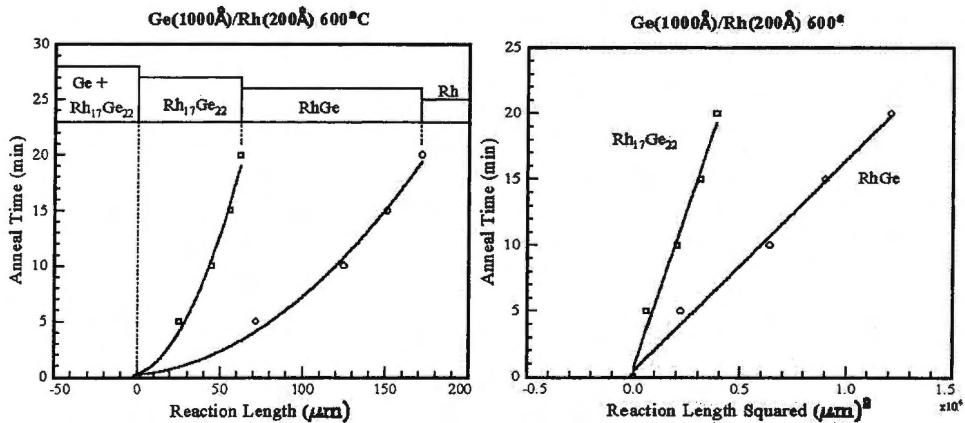 Ge(1000Å)/Rh(200Å) 600°C
30
25
20
15
10
5
0
Anneal Time (min)
Ge +
Rh₁₇Ge₂₂
Rh₁₇Ge₂₂
RhGe
Rh
-50
0
50
100
150
200
Reaction Length (μm)
Ge(1000Å)/Rh(200Å) 600°
25
20
15
10
5
0
Anneal Time (min)
Rh₁₇Ge₂₂
RhGe
-0.5
0.0
0.5
1.0
1.5
x10⁴
Reaction Length Squared (μm)²